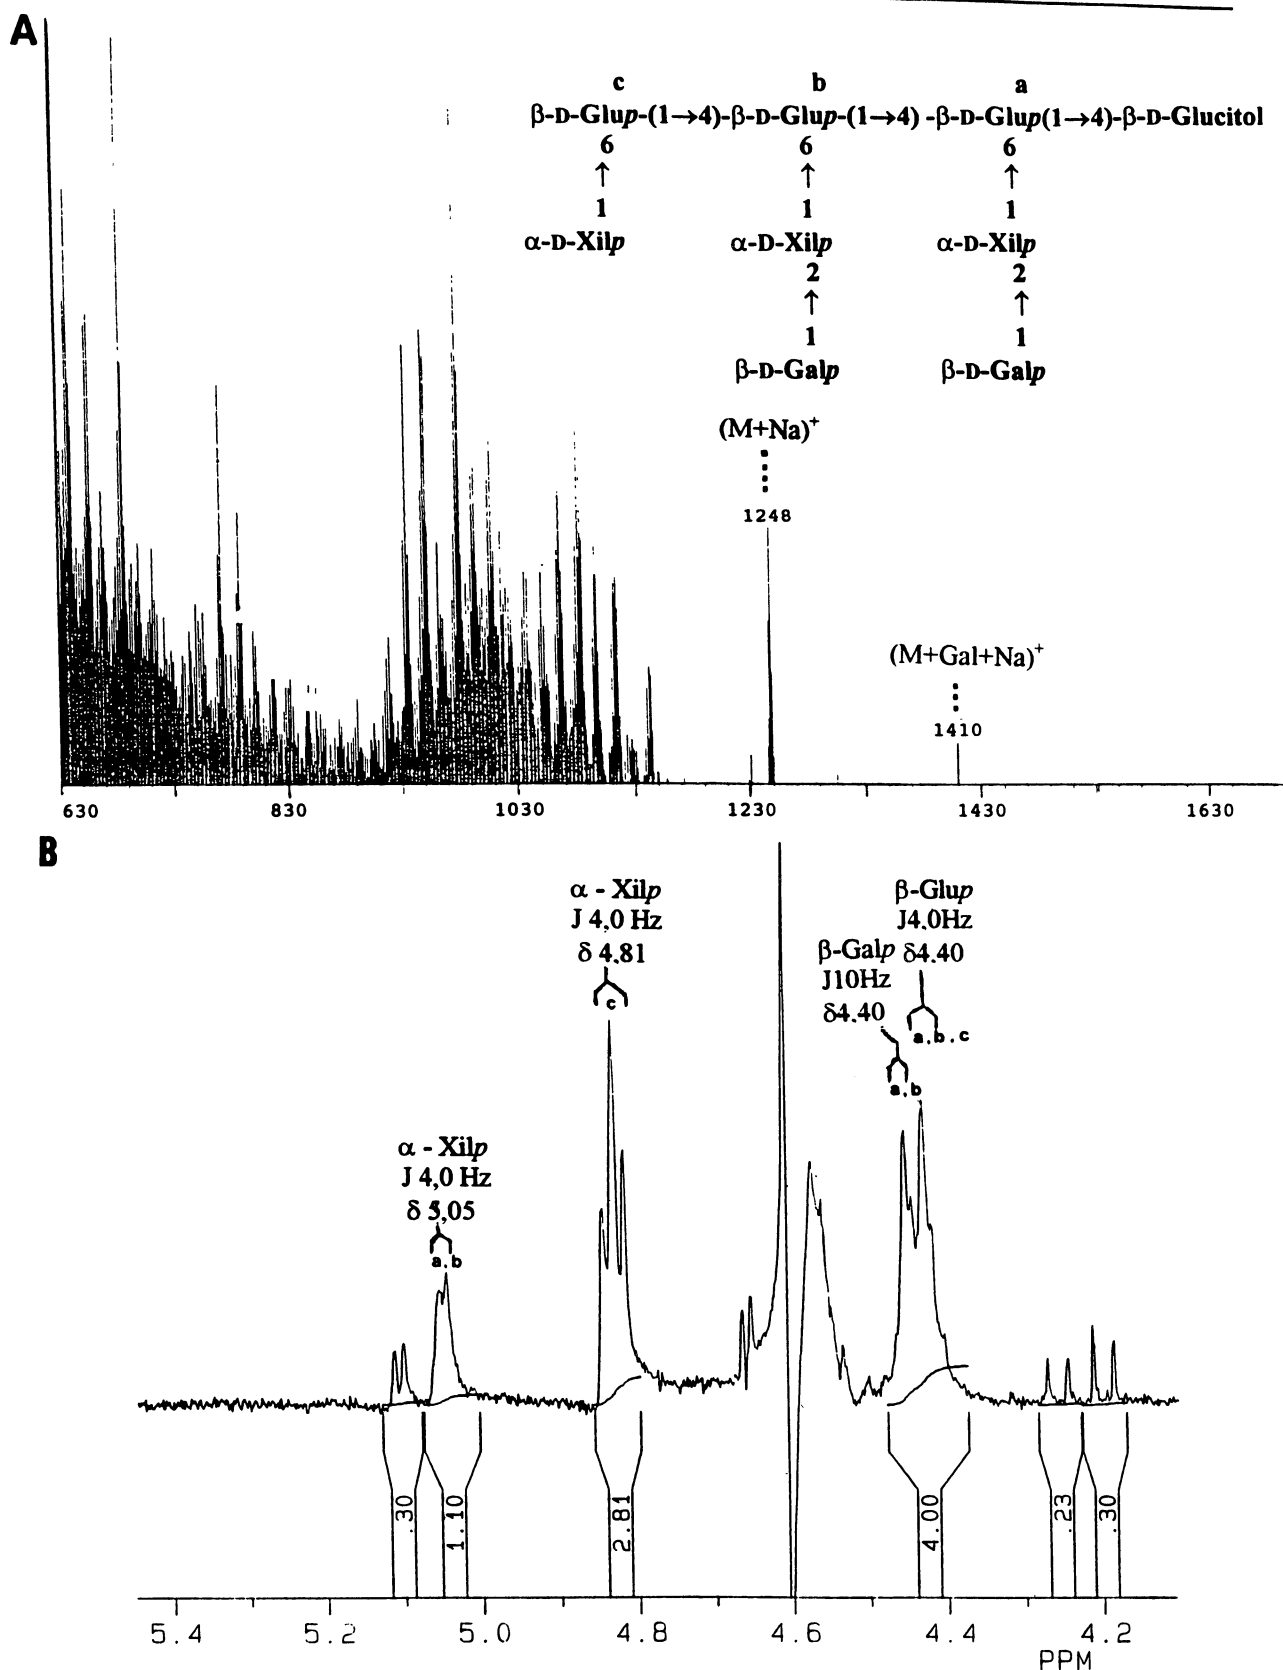 A
c b a
β-D-Glup-(1→4)-β-D-Glup-(1→4) -β-D-Glup(1→4)-β-D-Glucitol
6 6 6
↑ ↑ ↑
1 1 1
α-D-Xilp α-D-Xilp α-D-Xilp
2 2
↑ ↑
1 1
β-D-Galp β-D-Galp
(M+Na)+
1248
(M+Gal+Na)+
1410
630 830 1030 1230 1430 1630
B
α - Xilp
J 4,0 Hz
δ 4,81
c
β-Glup
J4,0Hz
δ4.40
a,b,c
β-Galp
J10Hz
δ4.40
a,b
α - Xilp
J 4,0 Hz
δ 5,05
a,b
.30 1.10 2.81 4.00 .23 .30
5.4 5.2 5.0 4.8 4.6 4.4 4.2
PPM